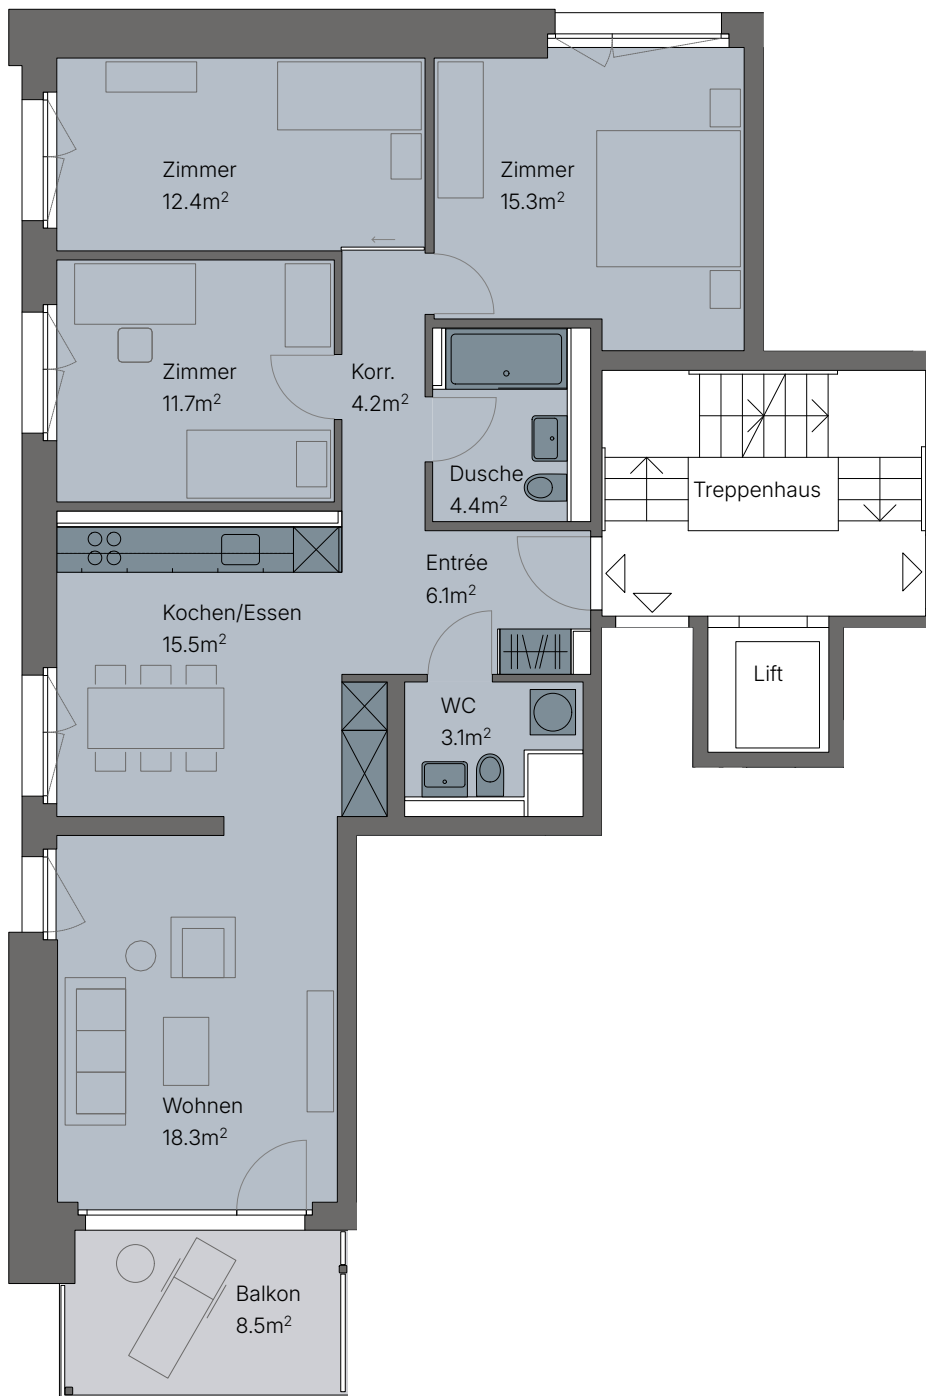 Zimmer
12.4m²
Zimmer
15.3m²
Zimmer
11.7m²
Korr.
4.2m²
Dusche
4.4m²
Treppenhaus
Entrée
6.1m²
Kochen/Essen
15.5m²
Lift
WC
3.1m²
Wohnen
18.3m²
Balkon
8.5m²